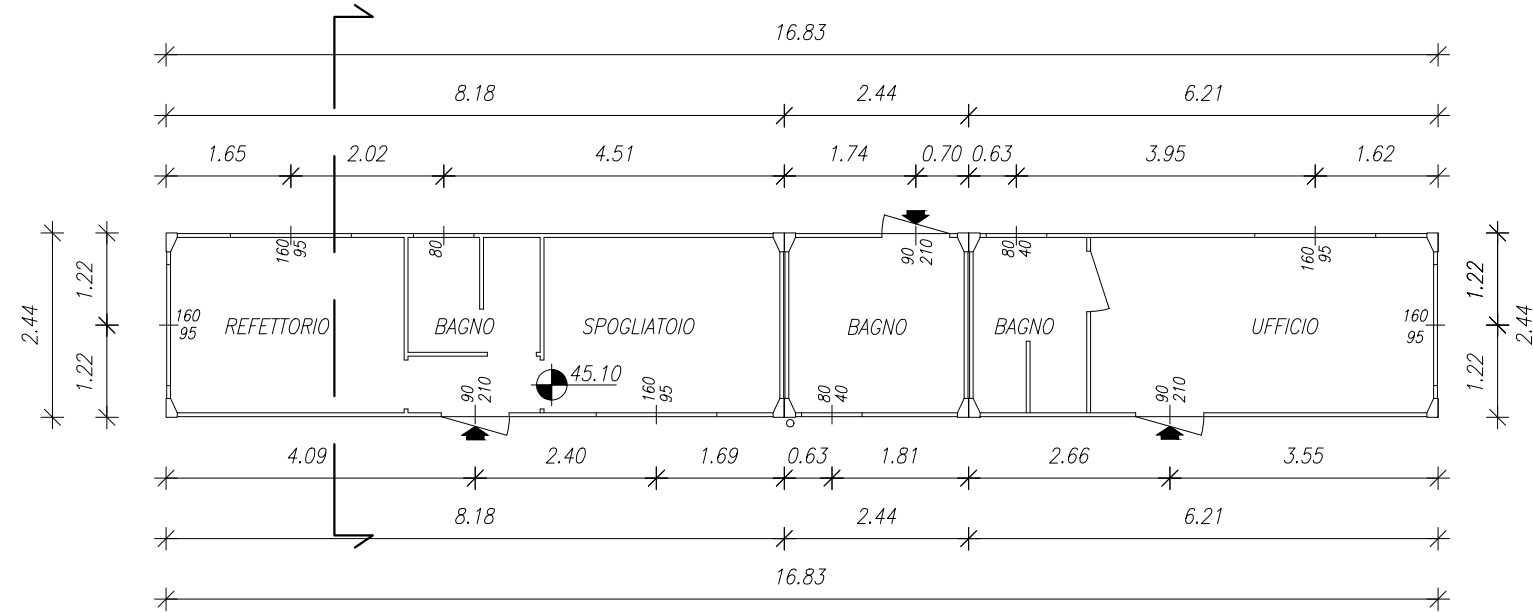 16.83
8.18 2.44 6.21
1.65 2.02 4.51 1.74 0.70 0.63 3.95 1.62
160 95 80 90 210 80 40 160 95
2.44 1.22 1.22 1.22 1.22 2.44
160 95 REFETTORIO BAGNO SPOGLIATOIO BAGNO BAGNO UFFICIO 160 95
45.10
90 210 160 95 80 40 90 210
4.09 2.40 1.69 0.63 1.81 2.66 3.55
8.18 2.44 6.21
16.83